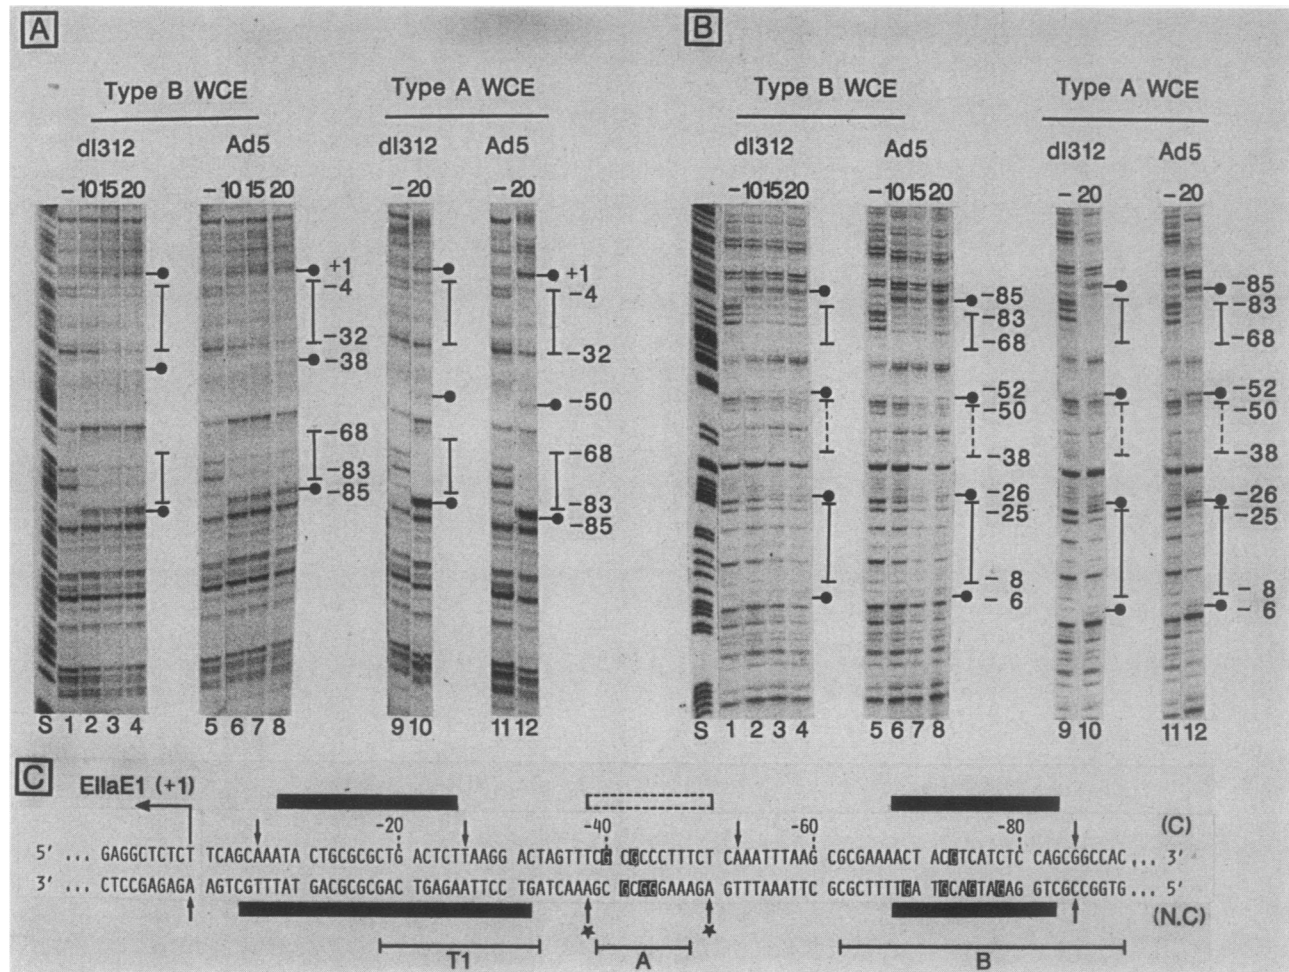 A
Type B WCE
Type A WCE
dl312
Ad5
dl312
Ad5
- 10 15 20
- 10 15 20
- 20
- 20
+1
-4
-32
-38
-68
-83
-85
+1
-4
-32
-50
-68
-83
-85
S 1 2 3 4 5 6 7 8 9 10 11 12
B
Type B WCE
Type A WCE
dl312
Ad5
dl312
Ad5
- 10 15 20
- 10 15 20
- 20
- 20
-85
-83
-68
-52
-50
-38
-26
-25
-8
-6
-85
-83
-68
-52
-50
-38
-26
-25
-8
-6
S 1 2 3 4 5 6 7 8 9 10 11 12
C
EIIaE1 (+1)
-20 -40 -60 -80 (C)
5' ... GAGGCTCTCT TCAGCAAATA CTGCGCGCTG ACTCTTAAGG ACTAGTTTCG CGCCCTTTCT CAAATTTAAG CGCGAAAACT ACGTCATCTC CAGCGGCCAC ... 3'
3' ... CTCCGAGAGA AGTCGTTTAT GACGCGCGAC TGAGAATTCC TGATCAAAGC GCGGGAAAGA GTTTAAATTC GCGCTTTTGA TGCAGTAGAG GTCGCCGGTG ... 5'
(N.C)
T1 A B